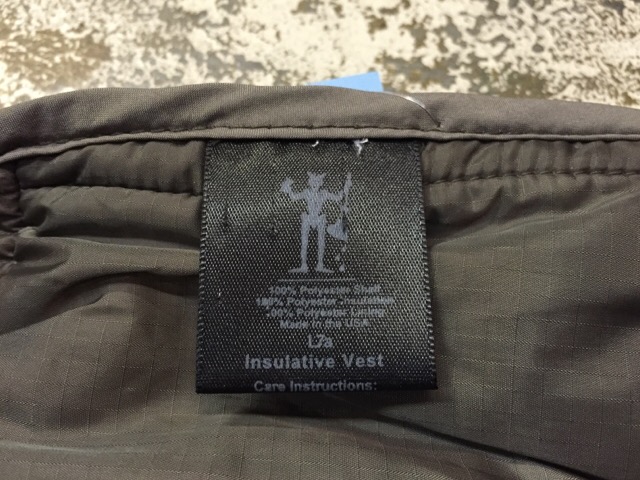 100% Polyester Shell
100% Polyester Insulation
100% Polyester Lining
Made in the USA
L7a
Insulative Vest
Care Instructions: